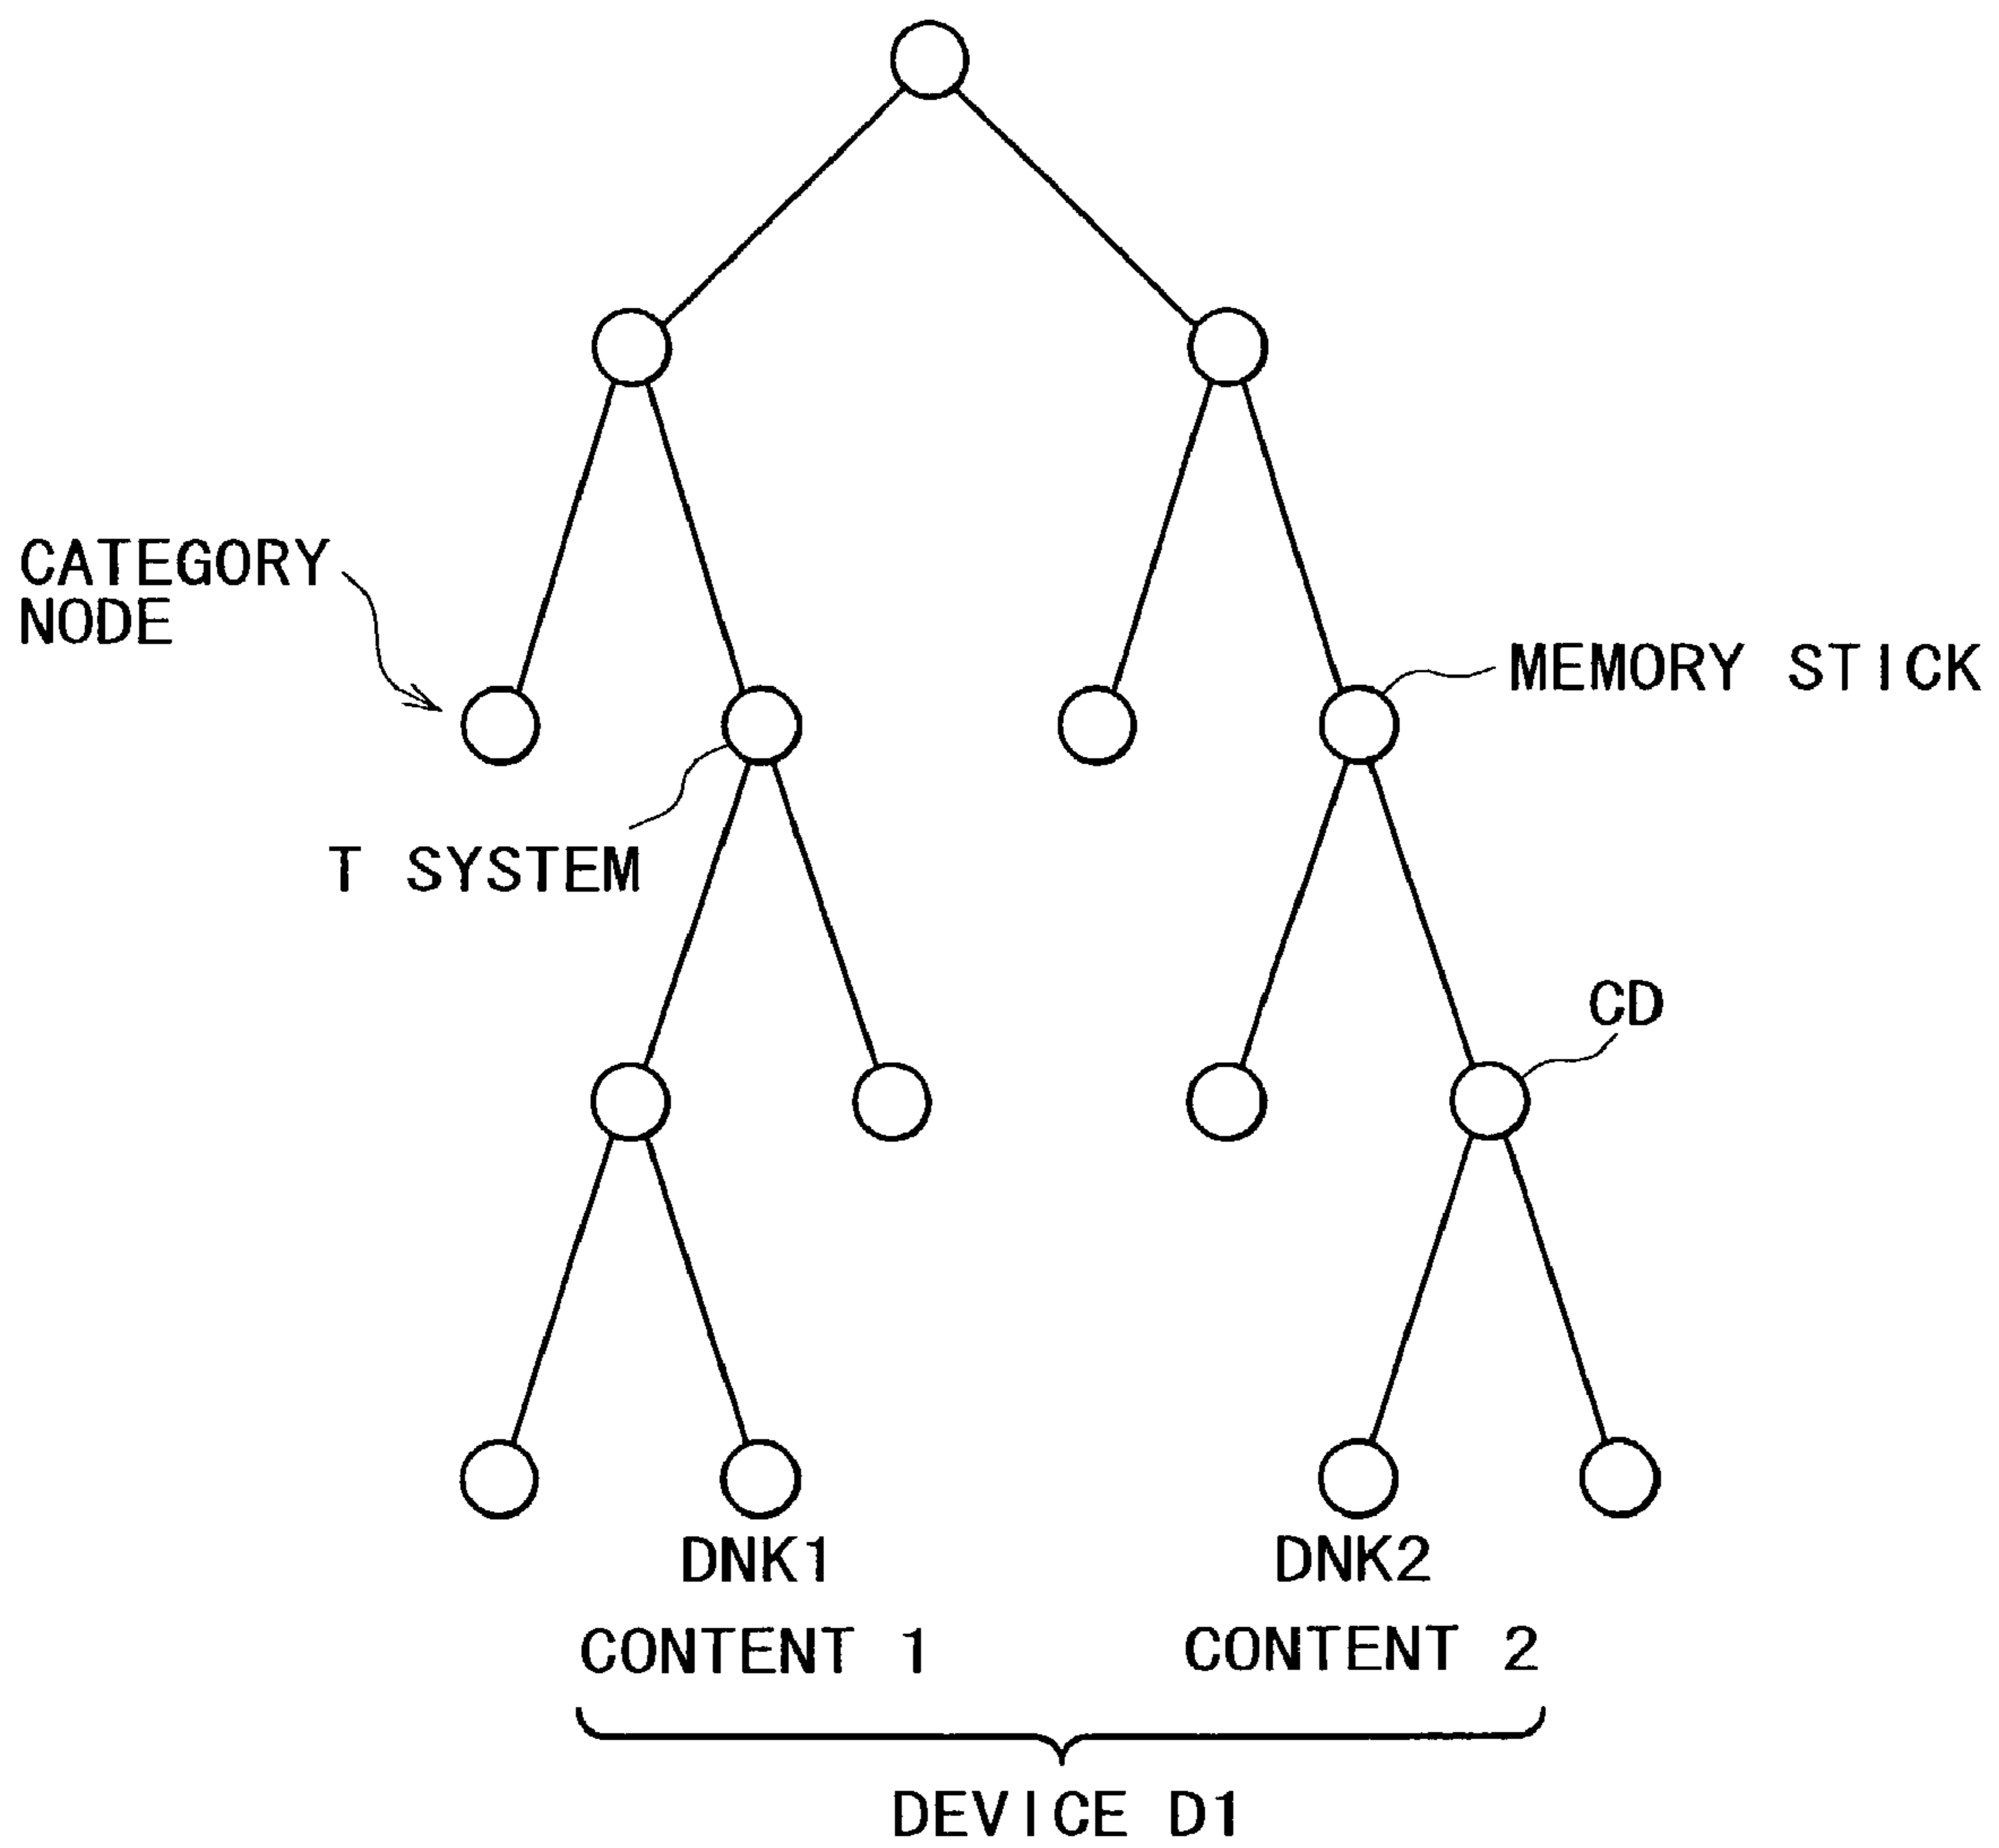 CATEGORY
NODE
MEMORY STICK
T SYSTEM
CD
DNK1
DNK2
CONTENT 1
CONTENT 2
DEVICE D1